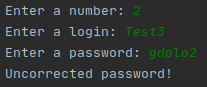 Enter a number: 2
Enter a login: Test3
Enter a password: gdplo2
Uncorrected password!